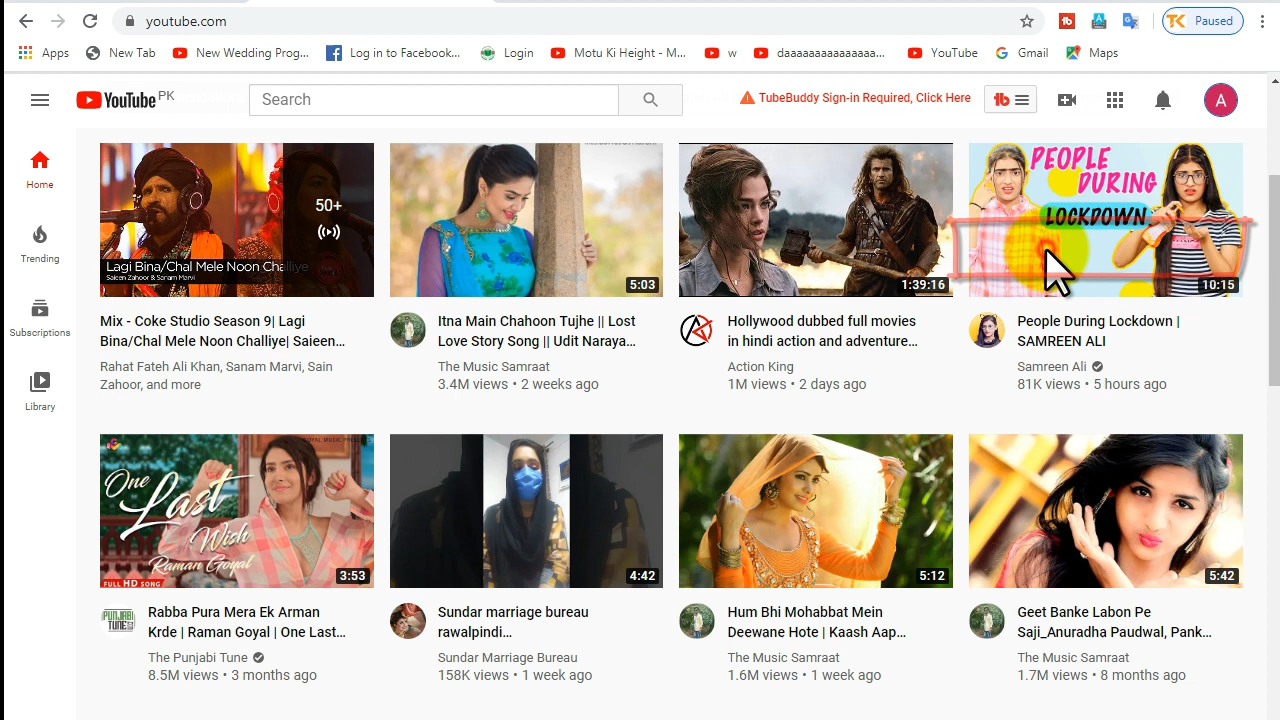 youtube.com
Paused
Apps
New Tab
New Wedding Prog...
Log in to Facebook...
Login
Motu Ki Height - M...
w
daaaaaaaaaaaaaaa...
YouTube
Gmail
Maps
YouTube PK
Search
TubeBuddy Sign-in Required, Click Here
A
Home
Trending
Subscriptions
Library
50+
Lagi Bina/Chal Mele Noon Challiye
Saieen Zahoor & Sanam Marvi
5:03
1:39:16
PEOPLE
DURING
LOCKDOWN
10:15
Mix - Coke Studio Season 9| Lagi
Bina/Chal Mele Noon Challiye, Saieen...
Rahat Fateh Ali Khan, Sanam Marvi, Sain
Zahoor, and more
Itna Main Chahoon Tujhe || Lost
Love Story Song || Udit Naraya...
The Music Samraat
3.4M views • 2 weeks ago
Hollywood dubbed full movies
in hindi action and adventure...
Action King
1M views • 2 days ago
People During Lockdown |
SAMREEN ALI
Samreen Ali
81K views • 5 hours ago
One
Last
Wish
Raman Goyal
FULL HD SONG
3:53
4:42
5:12
5:42
PUNJABI
TUNE
Rabba Pura Mera Ek Arman
Krde | Raman Goyal | One Last...
The Punjabi Tune
8.5M views • 3 months ago
Sundar marriage bureau
rawalpindi...
Sundar Marriage Bureau
158K views • 1 week ago
Hum Bhi Mohabbat Mein
Deewane Hote | Kaash Aap...
The Music Samraat
1.6M views • 1 week ago
Geet Banke Labon Pe
Saji_Anuradha Paudwal, Pank...
The Music Samraat
1.7M views • 8 months ago